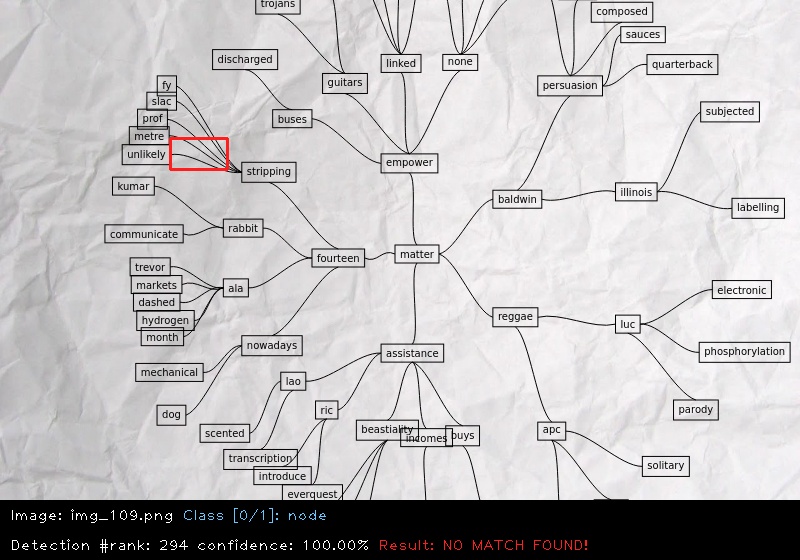 trojans
composed
sauces
linked
none
discharged
quarterback
guitars
persuasion
fy
slac
subjected
prof
buses
metre
unlikely
empower
stripping
kumar
illinois
baldwin
labelling
rabbit
communicate
matter
fourteen
trevor
markets
ala
electronic
dashed
hydrogen
reggae
luc
month
nowadays
assistance
phosphorylation
mechanical
lao
ric
parody
dog
scented
beastiality
incomes
buys
apc
transcription
solitary
introduce
everquest
Image: img_109.png Class [0/1]: node
Detection #rank: 294 confidence: 100.00% Result: NO MATCH FOUND!